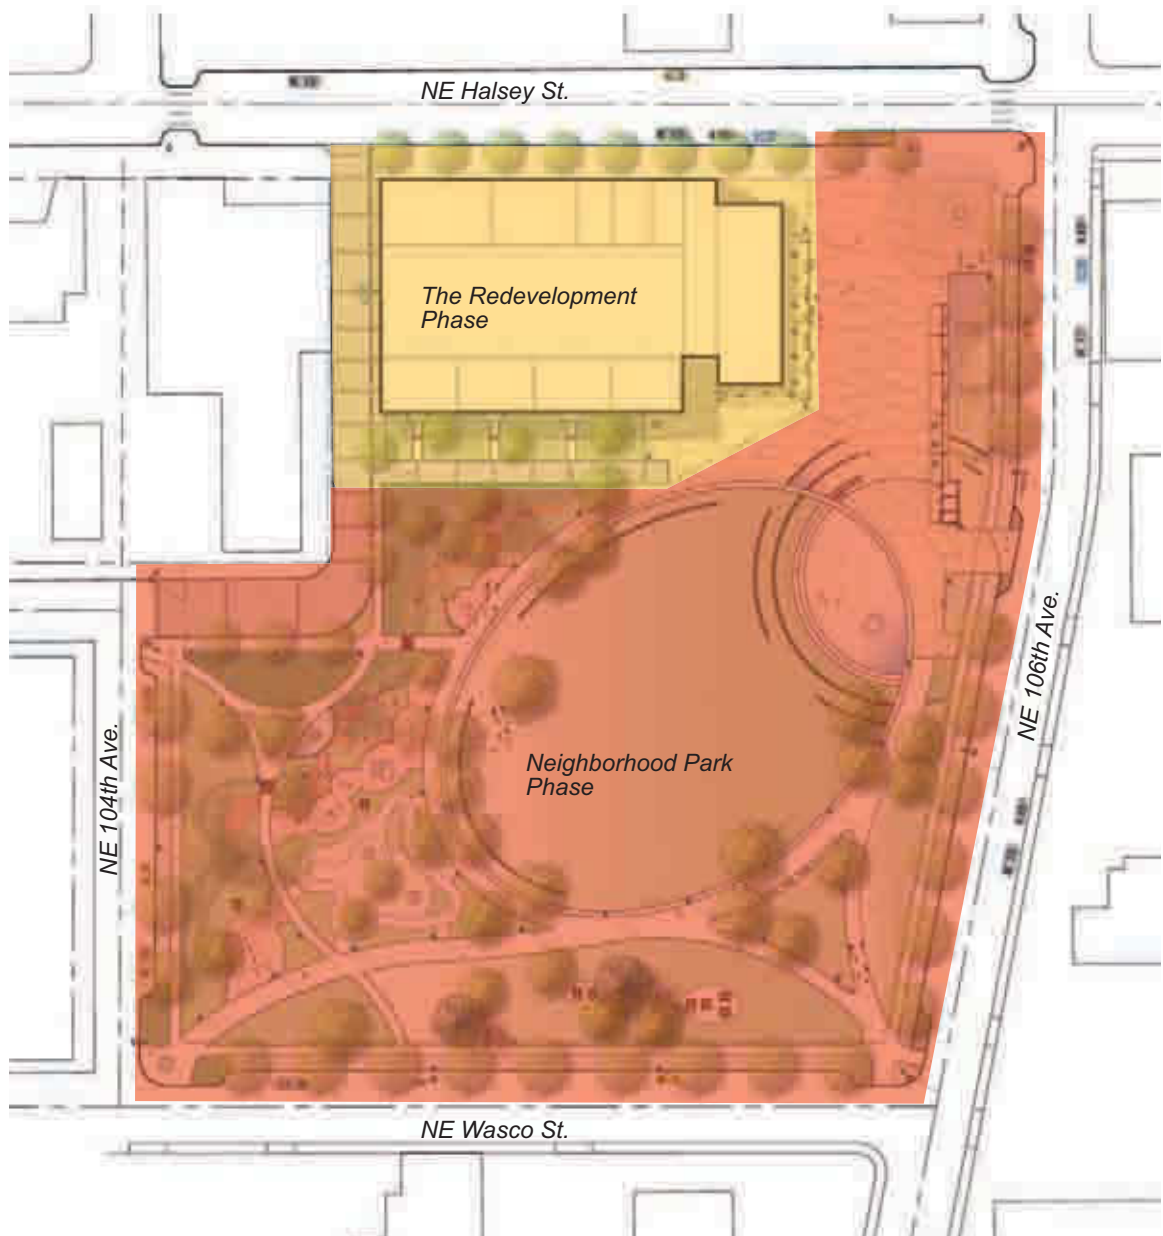 NE Halsey St.
The Redevelopment
Phase
NE 106th Ave.
NE 104th Ave.
Neighborhood Park
Phase
NE Wasco St.